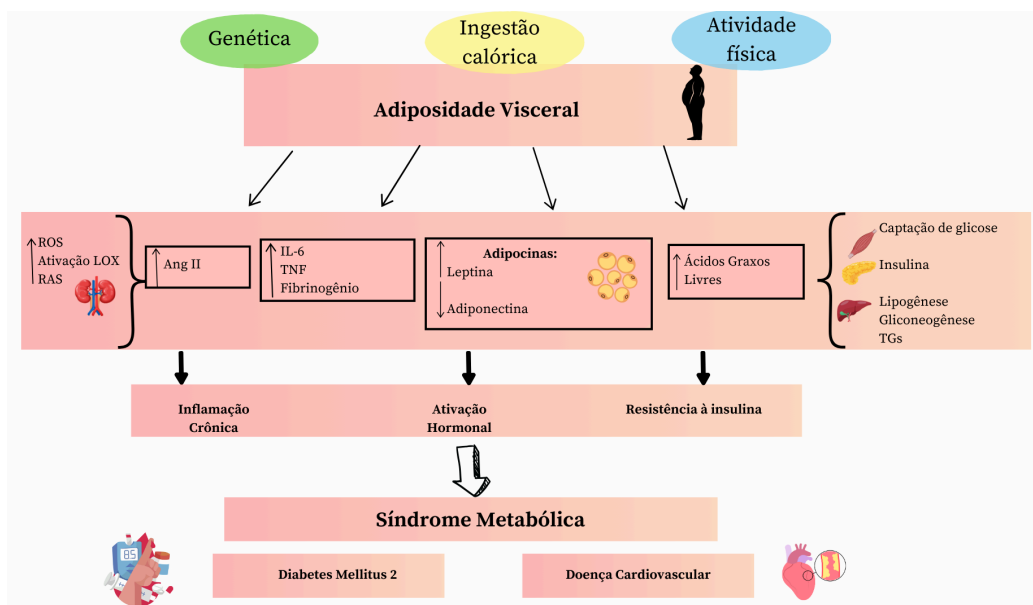 Genética
Ingestão
calórica
Atividade
física
Adiposidade Visceral
ROS
Ativação LOX
RAS
Ang II
IL-6
TNF
Fibrinogênio
Adipocinas:
Leptina
Adiponectina
Ácidos Graxos
Livres
Captação de glicose
Insulina
Lipogênese
Gliconeogênese
TGs
Inflamação
Crônica
Ativação
Hormonal
Resistência à insulina
Síndrome Metabólica
85
Diabetes Mellitus 2
Doença Cardiovascular